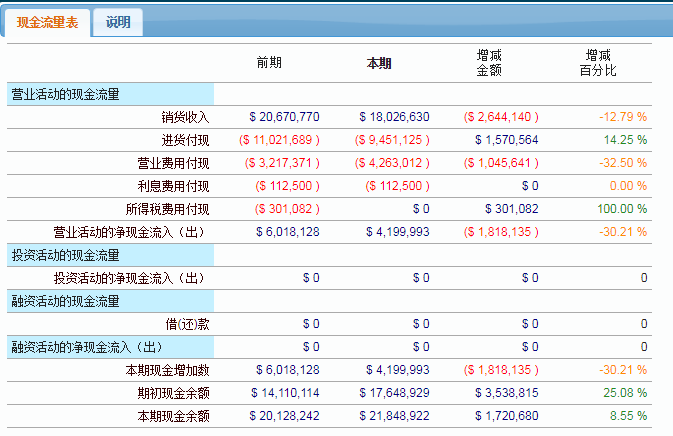 现金流量表 说明
前期 本期 增减 增减
金额 百分比
营业活动的现金流量
销货收入 $ 20,670,770 $ 18,026,630 ($ 2,644,140 ) -12.79 %
进货付现 ($ 11,021,689 ) ($ 9,451,125 ) $ 1,570,564 14.25 %
营业费用付现 ($ 3,217,371 ) ($ 4,263,012 ) ($ 1,045,641 ) -32.50 %
利息费用付现 ($ 112,500 ) ($ 112,500 ) $ 0 0.00 %
所得税费用付现 ($ 301,082 ) $ 0 $ 301,082 100.00 %
营业活动的净现金流入（出） $ 6,018,128 $ 4,199,993 ($ 1,818,135 ) -30.21 %
投资活动的现金流量
投资活动的净现金流入（出） $ 0 $ 0 $ 0 0
融资活动的现金流量
借(还)款 $ 0 $ 0 $ 0 0
融资活动的净现金流入（出） $ 0 $ 0 $ 0 0
本期现金增加数 $ 6,018,128 $ 4,199,993 ($ 1,818,135 ) -30.21 %
期初现金余额 $ 14,110,114 $ 17,648,929 $ 3,538,815 25.08 %
本期现金余额 $ 20,128,242 $ 21,848,922 $ 1,720,680 8.55 %